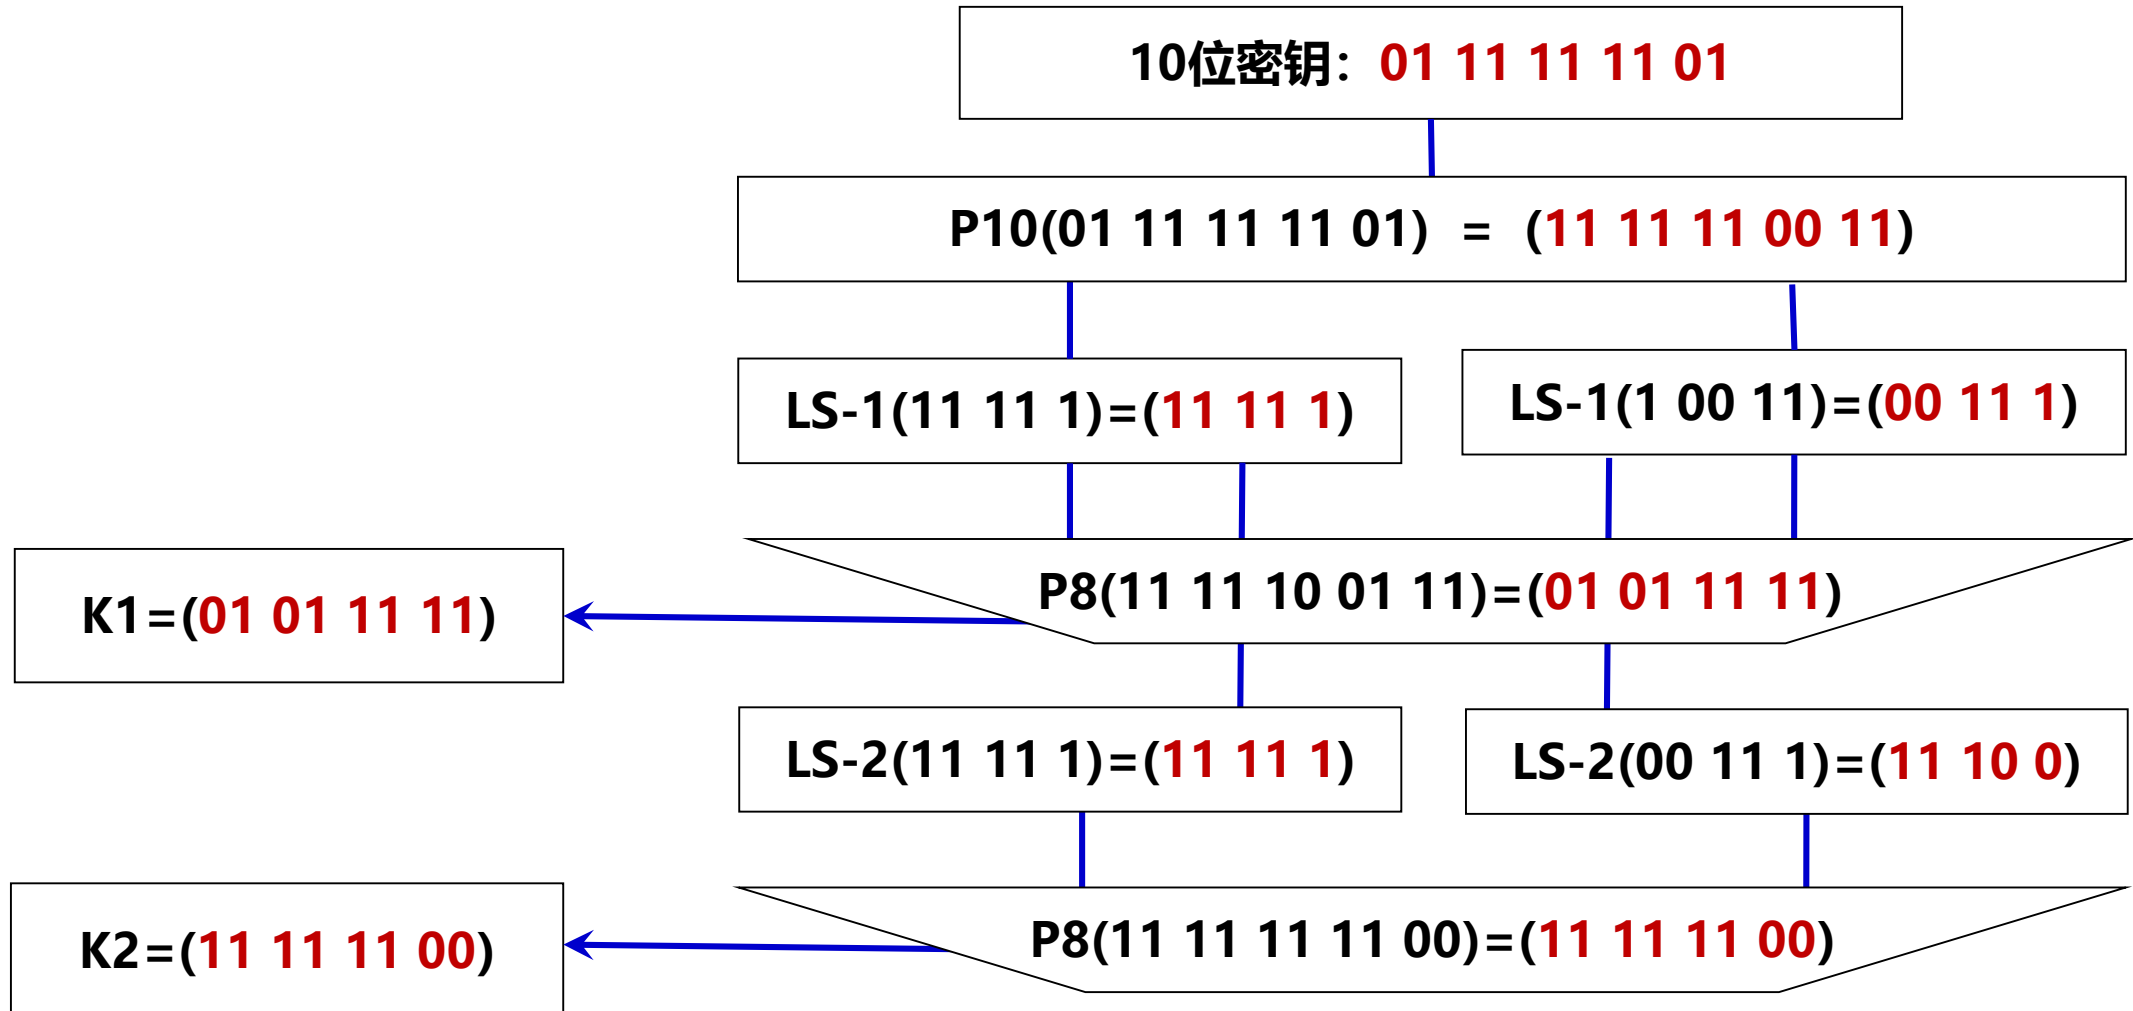 10位密钥：01 11 11 11 01
P10(01 11 11 11 01) = (11 11 11 00 11)
LS-1(11 11 1)=(11 11 1)
LS-1(1 00 11)=(00 11 1)
P8(11 11 10 01 11)=(01 01 11 11)
K1=(01 01 11 11)
LS-2(11 11 1)=(11 11 1)
LS-2(00 11 1)=(11 10 0)
P8(11 11 11 11 00)=(11 11 11 00)
K2=(11 11 11 00)